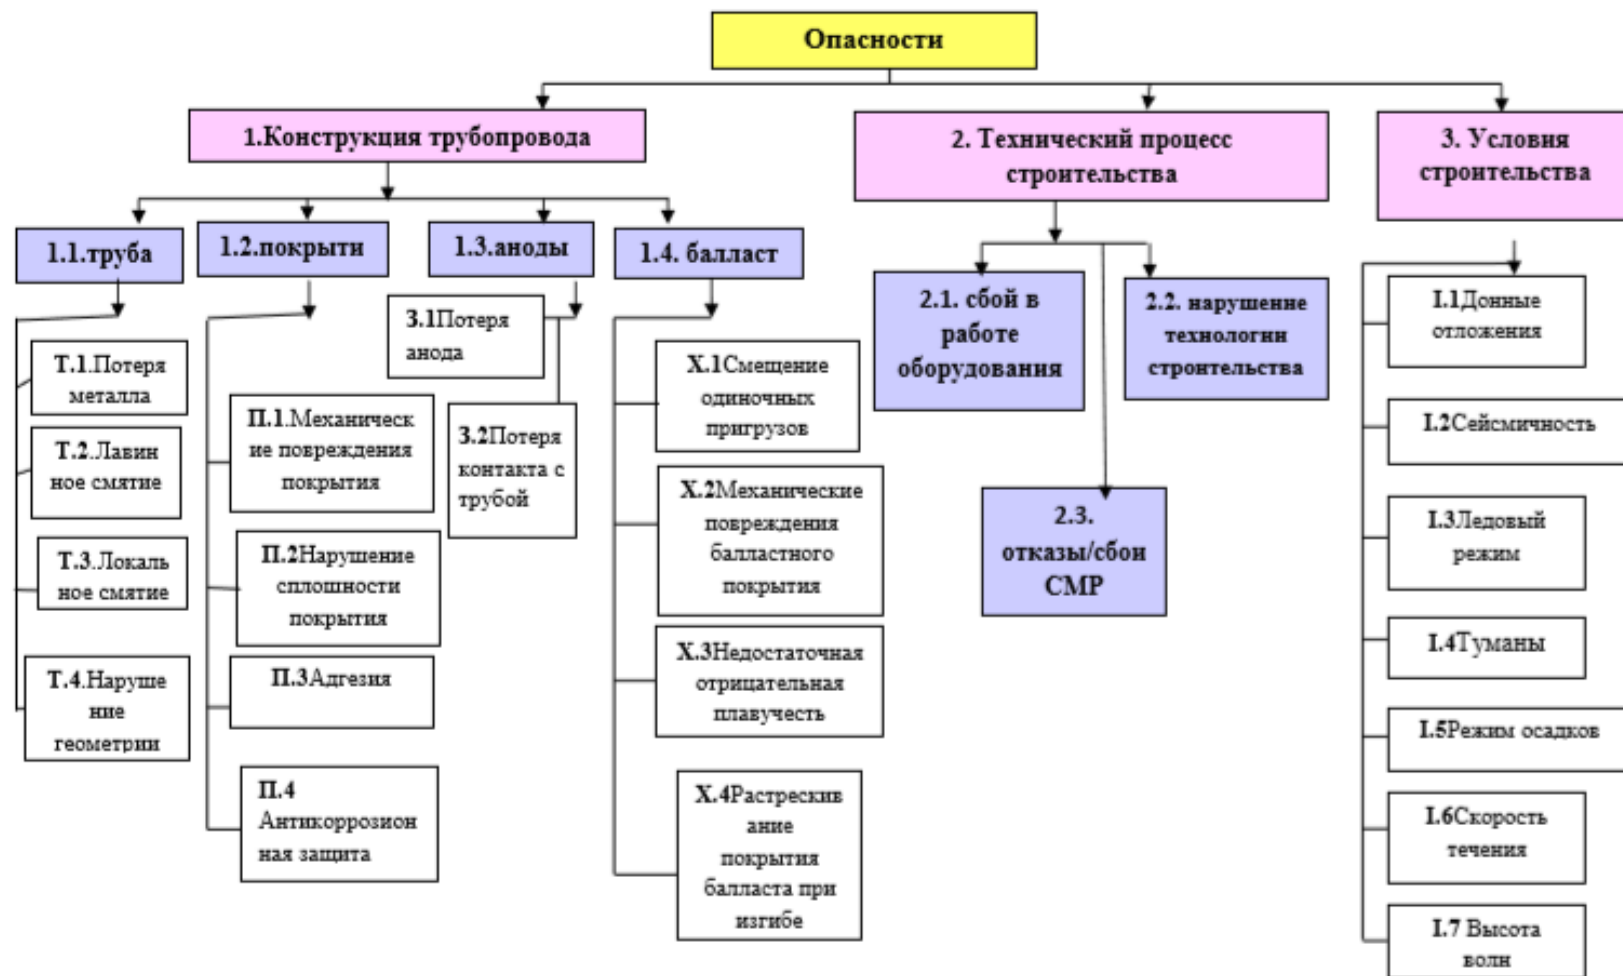 Опасности
1.Конструкция трубопровода
2. Технический процесс
строительства
3. Условия
строительства
1.1.труба
1.2.покрыти
1.3.аноды
1.4. балласт
2.1. сбой в
работе
оборудования
2.2. нарушение
технологии
строительства
2.3.
отказы/сбои
СМР
Т.1.Потеря
металла
Т.2.Лавин
ное смятие
Т.3.Локаль
ное смятие
Т.4.Наруше
ние
геометрии
П.1.Механическ
ие повреждения
покрытия
П.2Нарушение
сплошности
покрытия
П.3Адгезия
П.4
Антикоррозион
ная защита
3.1Потеря
анода
3.2Потеря
контакта с
трубой
Х.1Смещение
одиночных
пригрузов
Х.2Механические
повреждения
балластного
покрытия
Х.3Недостаточная
отрицательная
плавучесть
Х.4Растрескив
ание
покрытия
балласта при
изгибе
I.1Донные
отложения
I.2Сейсмичность
I.3Ледовый
режим
I.4Туманы
I.5Режим осадков
I.6Скорость
течения
I.7 Высота
волн